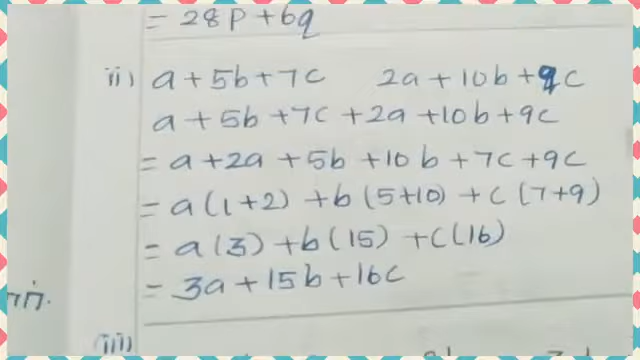 = 28p + 6q
ii) a + 5b + 7c 2a + 10b + 9c
a + 5b + 7c + 2a + 10b + 9c
= a + 2a + 5b + 10b + 7c + 9c
= a (1+2) + b (5+10) + c (7+9)
= a (3) + b (15) + c (16)
= 3a + 15b + 16c
iii)